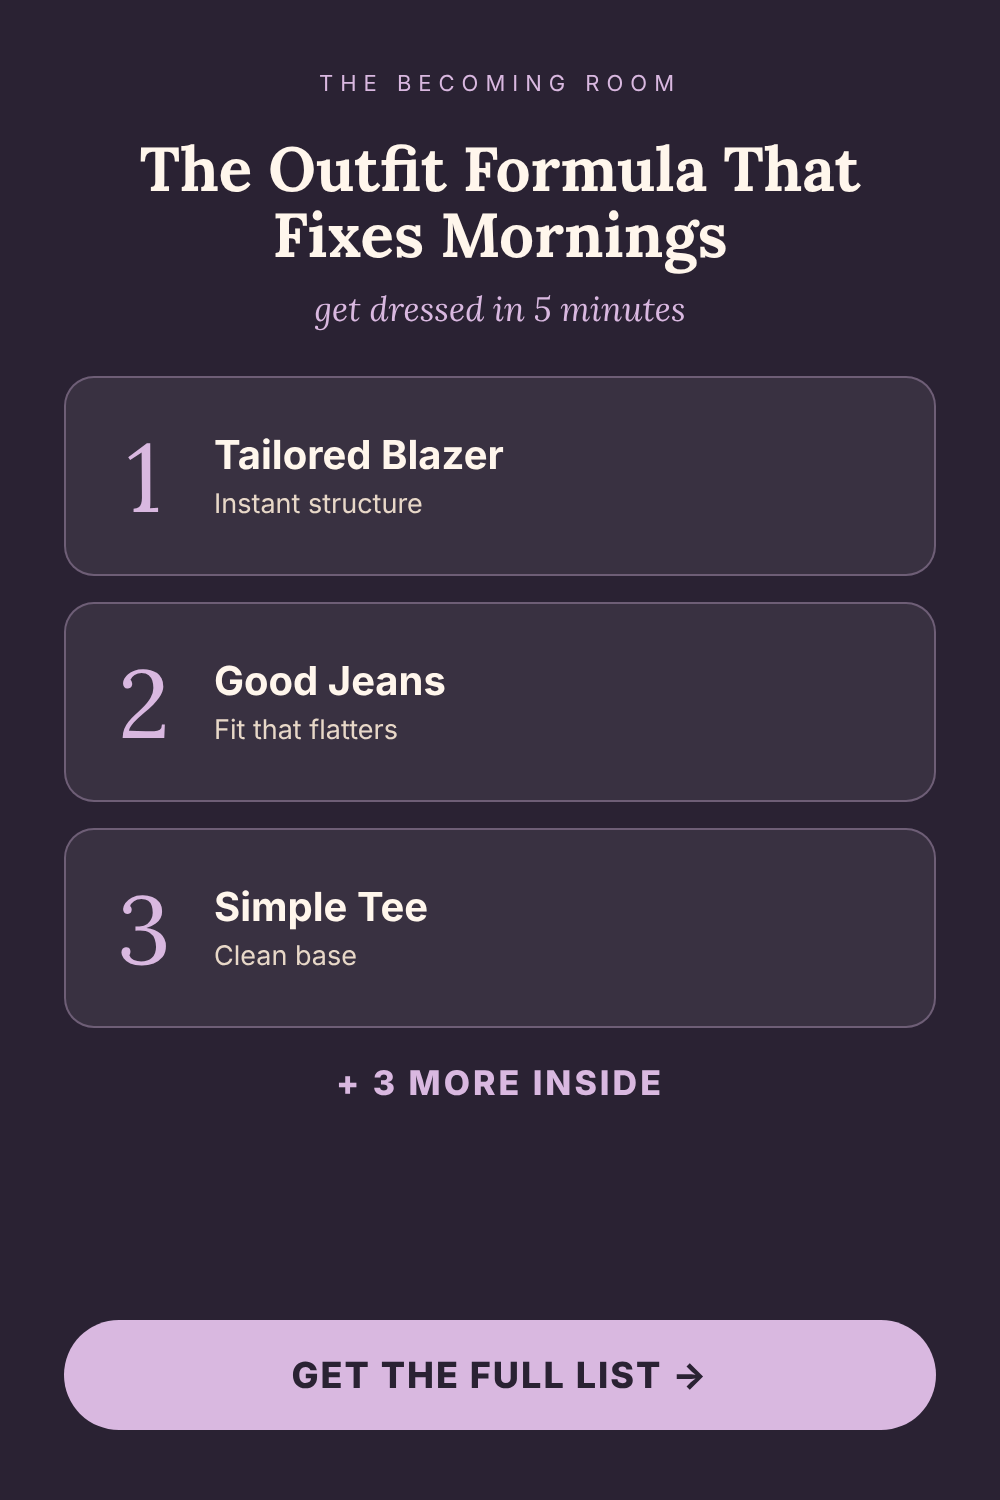 THE BECOMING ROOM
The Outfit Formula That
Fixes Mornings
get dressed in 5 minutes
1
Tailored Blazer
Instant structure
2
Good Jeans
Fit that flatters
3
Simple Tee
Clean base
+ 3 MORE INSIDE
GET THE FULL LIST →